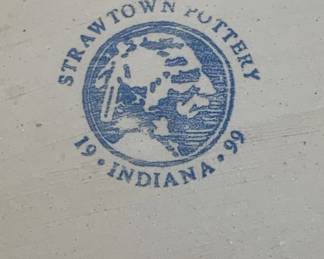 STRAWTOWN POTTERY
19 • INDIANA • 99